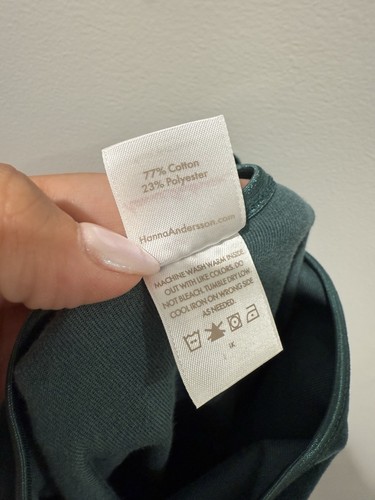 77% Cotton
23% Polyester
HannaAndersson.com
MACHINE WASH WARM INSIDE
OUT WITH LIKE COLORS. DO
NOT BLEACH. TUMBLE DRY LOW.
COOL IRON ON WRONG SIDE
AS NEEDED.